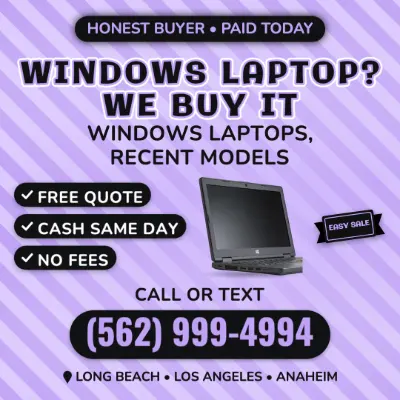 HONEST BUYER • PAID TODAY
WINDOWS LAPTOP?
WE BUY IT
WINDOWS LAPTOPS,
RECENT MODELS
FREE QUOTE
CASH SAME DAY
NO FEES
EASY SALE
CALL OR TEXT
(562) 999-4994
LONG BEACH • LOS ANGELES • ANAHEIM